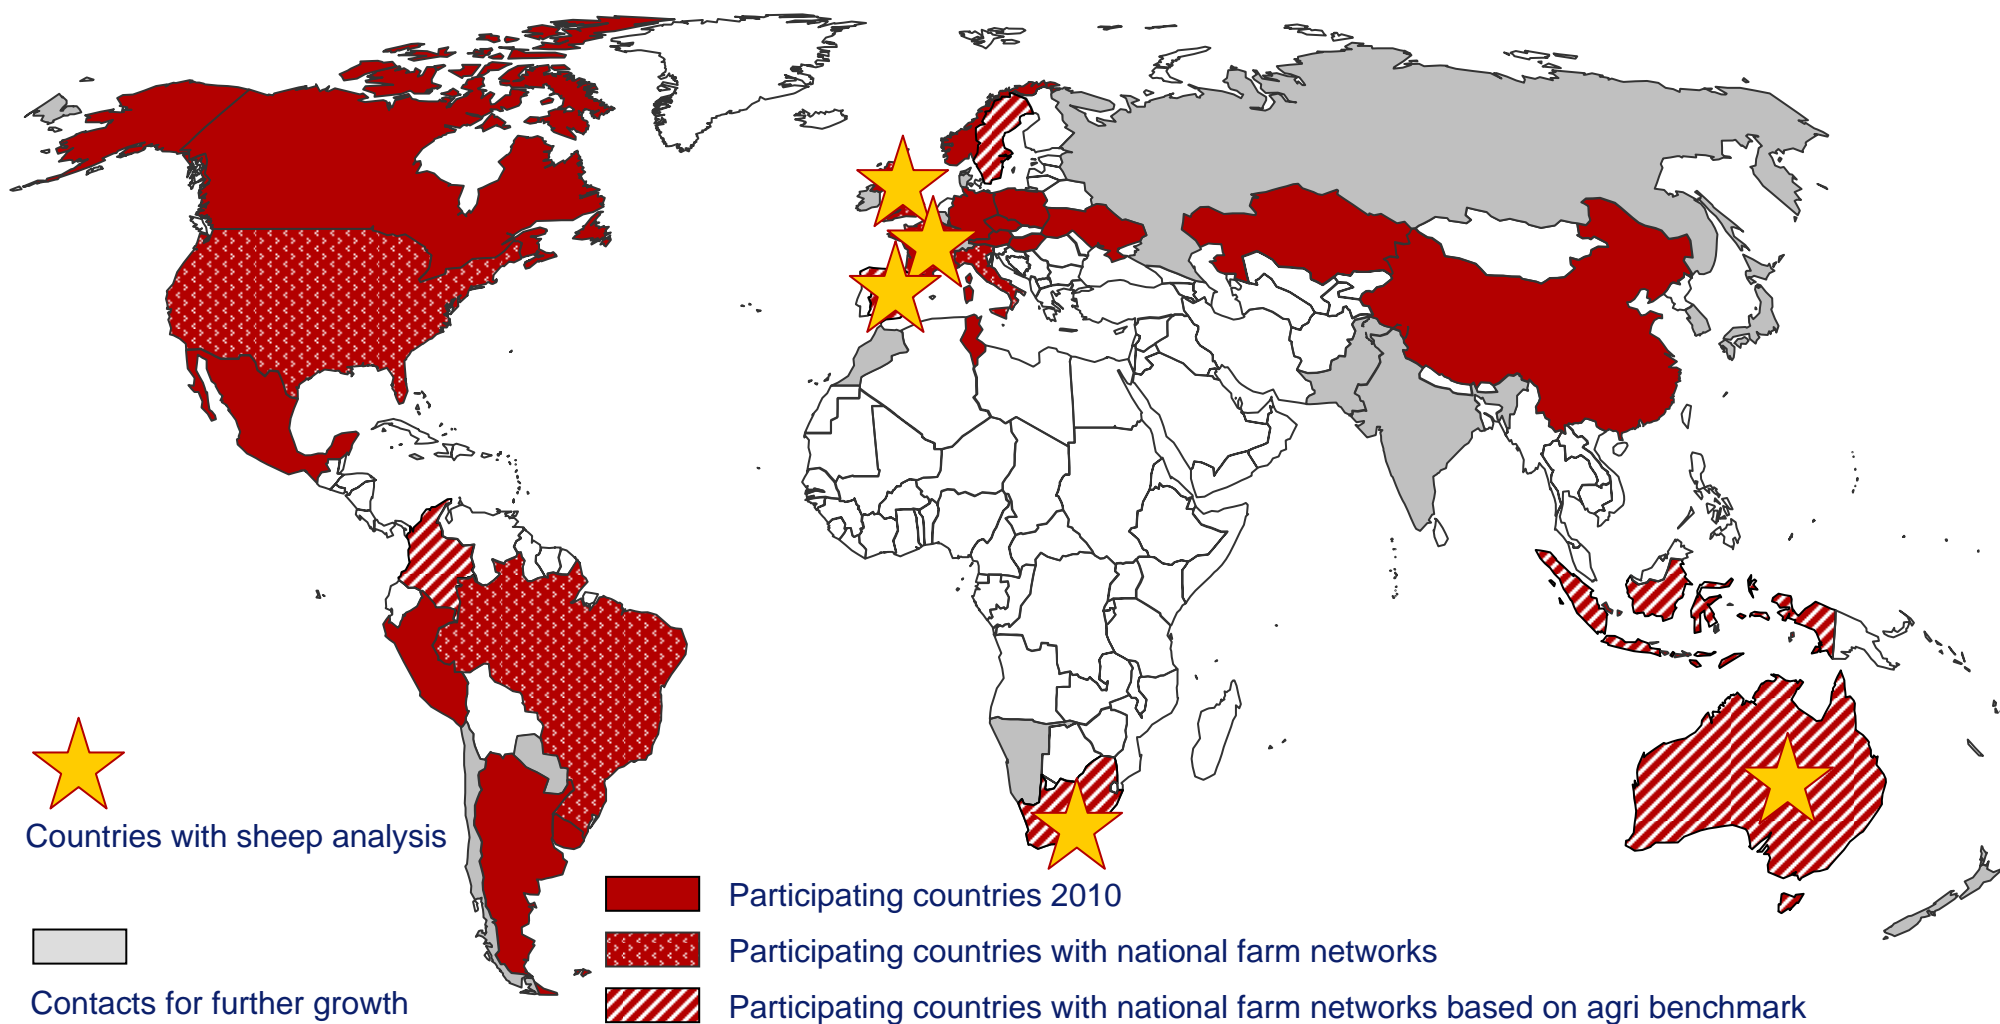 Countries with sheep analysis
Participating countries 2010
Participating countries with national farm networks
Contacts for further growth
Participating countries with national farm networks based on agri benchmark